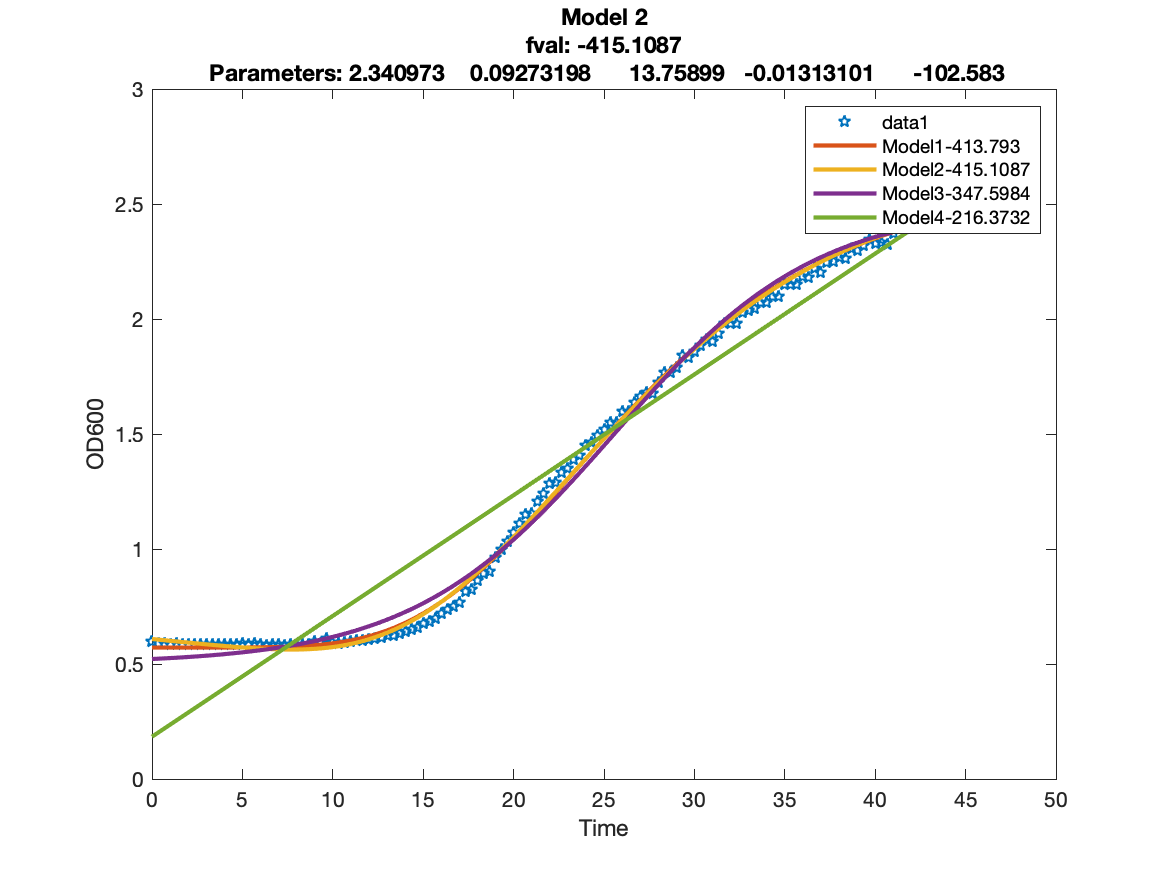 Model 2
fval: -415.1087
Parameters: 2.340973 0.09273198 13.75899 -0.01313101 -102.583
3
2.5
2
1.5
1
0.5
0
OD600
data1
Model1-413.793
Model2-415.1087
Model3-347.5984
Model4-216.3732
0 5 10 15 20 25 30 35 40 45 50
Time